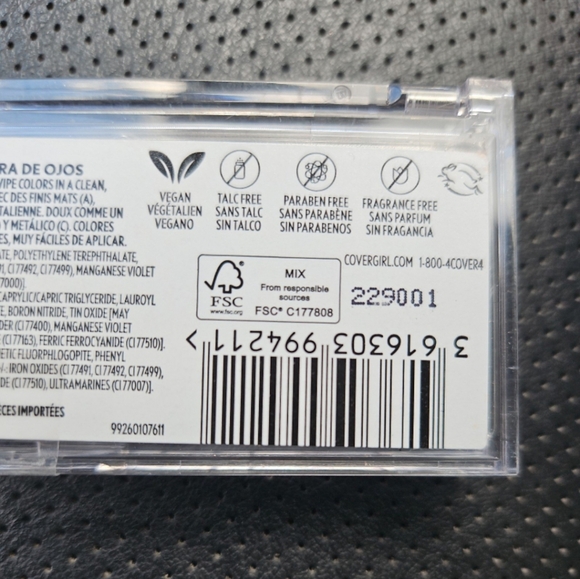 RA DE OJOS
WIPE COLORS IN A CLEAN,
EC DES FINIS MATS (A),
TALIENNE. DOUX COMME UN
) Y METÁLICO (C). COLORES
ES, MUY FÁCILES DE APLICAR.
ATE, POLYETHYLENE TEREPHTHALATE,
91, CI 77492, CI 77499), MANGANESE VIOLET
7000)].
CAPRYLIC/CAPRIC TRIGLYCERIDE, LAUROYL
E, BORON NITRIDE, TIN OXIDE [MAY
DER (CI 77400), MANGANESE VIOLET
(CI 77163), FERRIC FERROCYANIDE (CI 77510)].
ETIC FLUORPHLOGOPITE, PHENYL
IRON OXIDES (CI 77491, CI 77492, CI 77499),
DE (CI 77510), ULTRAMARINES (CI 77007)].
ÈCES IMPORTÉES
99260107611
VEGAN
VÉGÉTALIEN
VEGANO
TALC FREE
SANS TALC
SIN TALCO
PARABEN FREE
SANS PARABÈNE
SIN PARABENOS
FRAGRANCE FREE
SANS PARFUM
SIN FRAGANCIA
COVERGIRL.COM 1-800-4COVER4
FSC
www.fsc.org
MIX
From responsible
sources
FSC® C177808
229001
3 616303 994211 >